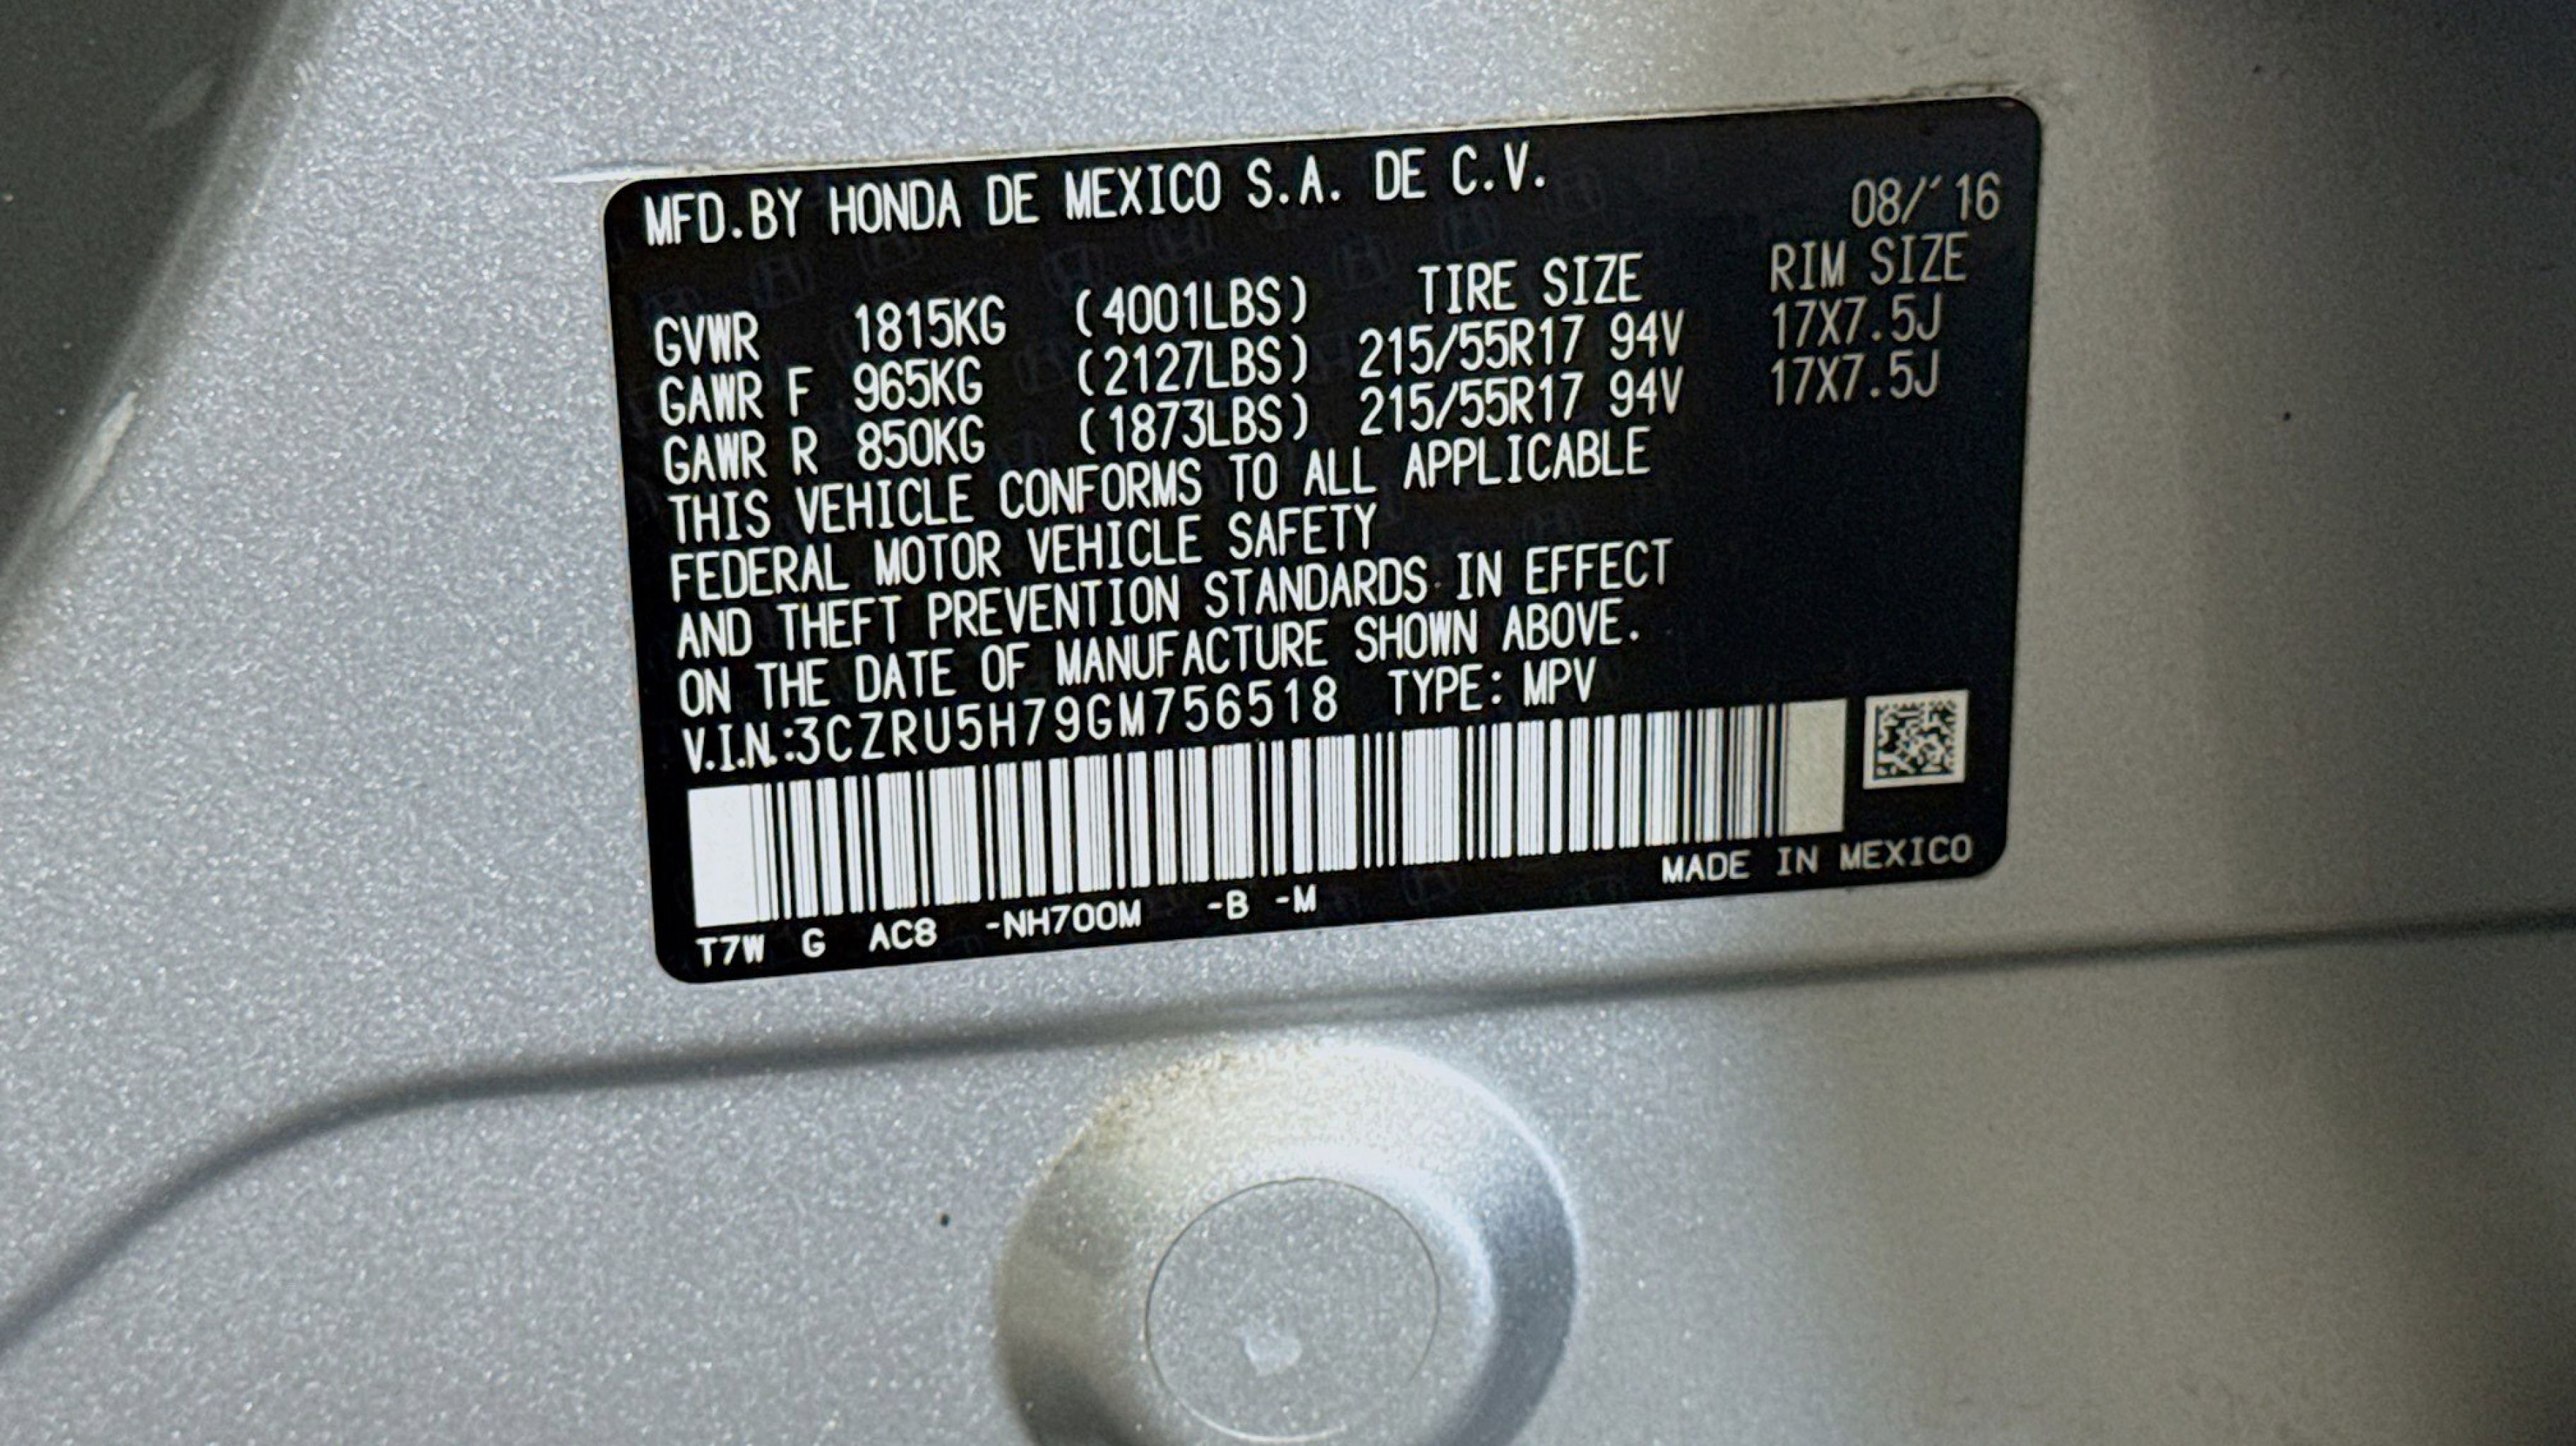 MFD.BY HONDA DE MEXICO S.A. DE C.V.
08/'16
TIRE SIZE RIM SIZE
GVWR 1815KG (4001LBS)
GAWR F 965KG (2127LBS) 215/55R17 94V 17X7.5J
GAWR R 850KG (1873LBS) 215/55R17 94V 17X7.5J
THIS VEHICLE CONFORMS TO ALL APPLICABLE
FEDERAL MOTOR VEHICLE SAFETY
AND THEFT PREVENTION STANDARDS IN EFFECT
ON THE DATE OF MANUFACTURE SHOWN ABOVE.
V.I.N.:3CZRU5H79GM756518 TYPE: MPV
MADE IN MEXICO
T7W G AC8 -NH700M -B -M